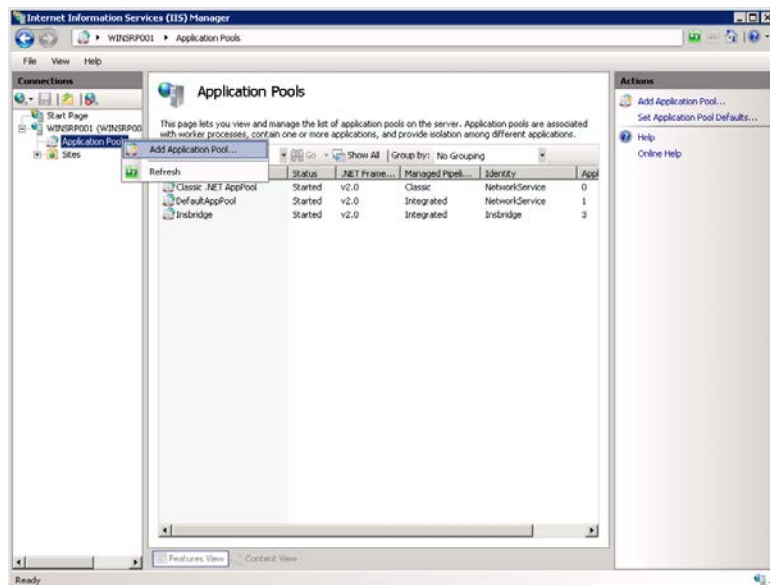 Internet Information Services (IIS) Manager
WINSRP001 Application Pools
File View Help
Connections
Start Page
WINSRP001 (WINSRP00
Application Pools
Sites
Add Application Pool...
Refresh
Application Pools
This page lets you view and manage the list of application pools on the server. Application pools are associated
with worker processes, contain one or more applications, and provide isolation among different applications.
Go Show All Group by: No Grouping
Status .NET Frame... Managed Pipeli... Identity Appl
Classic .NET AppPool Started v2.0 Classic NetworkService 0
DefaultAppPool Started v2.0 Integrated NetworkService 1
Insbridge Started v2.0 Integrated Insbridge 3
Features View Content View
Actions
Add Application Pool...
Set Application Pool Defaults...
Help
Online Help
Ready